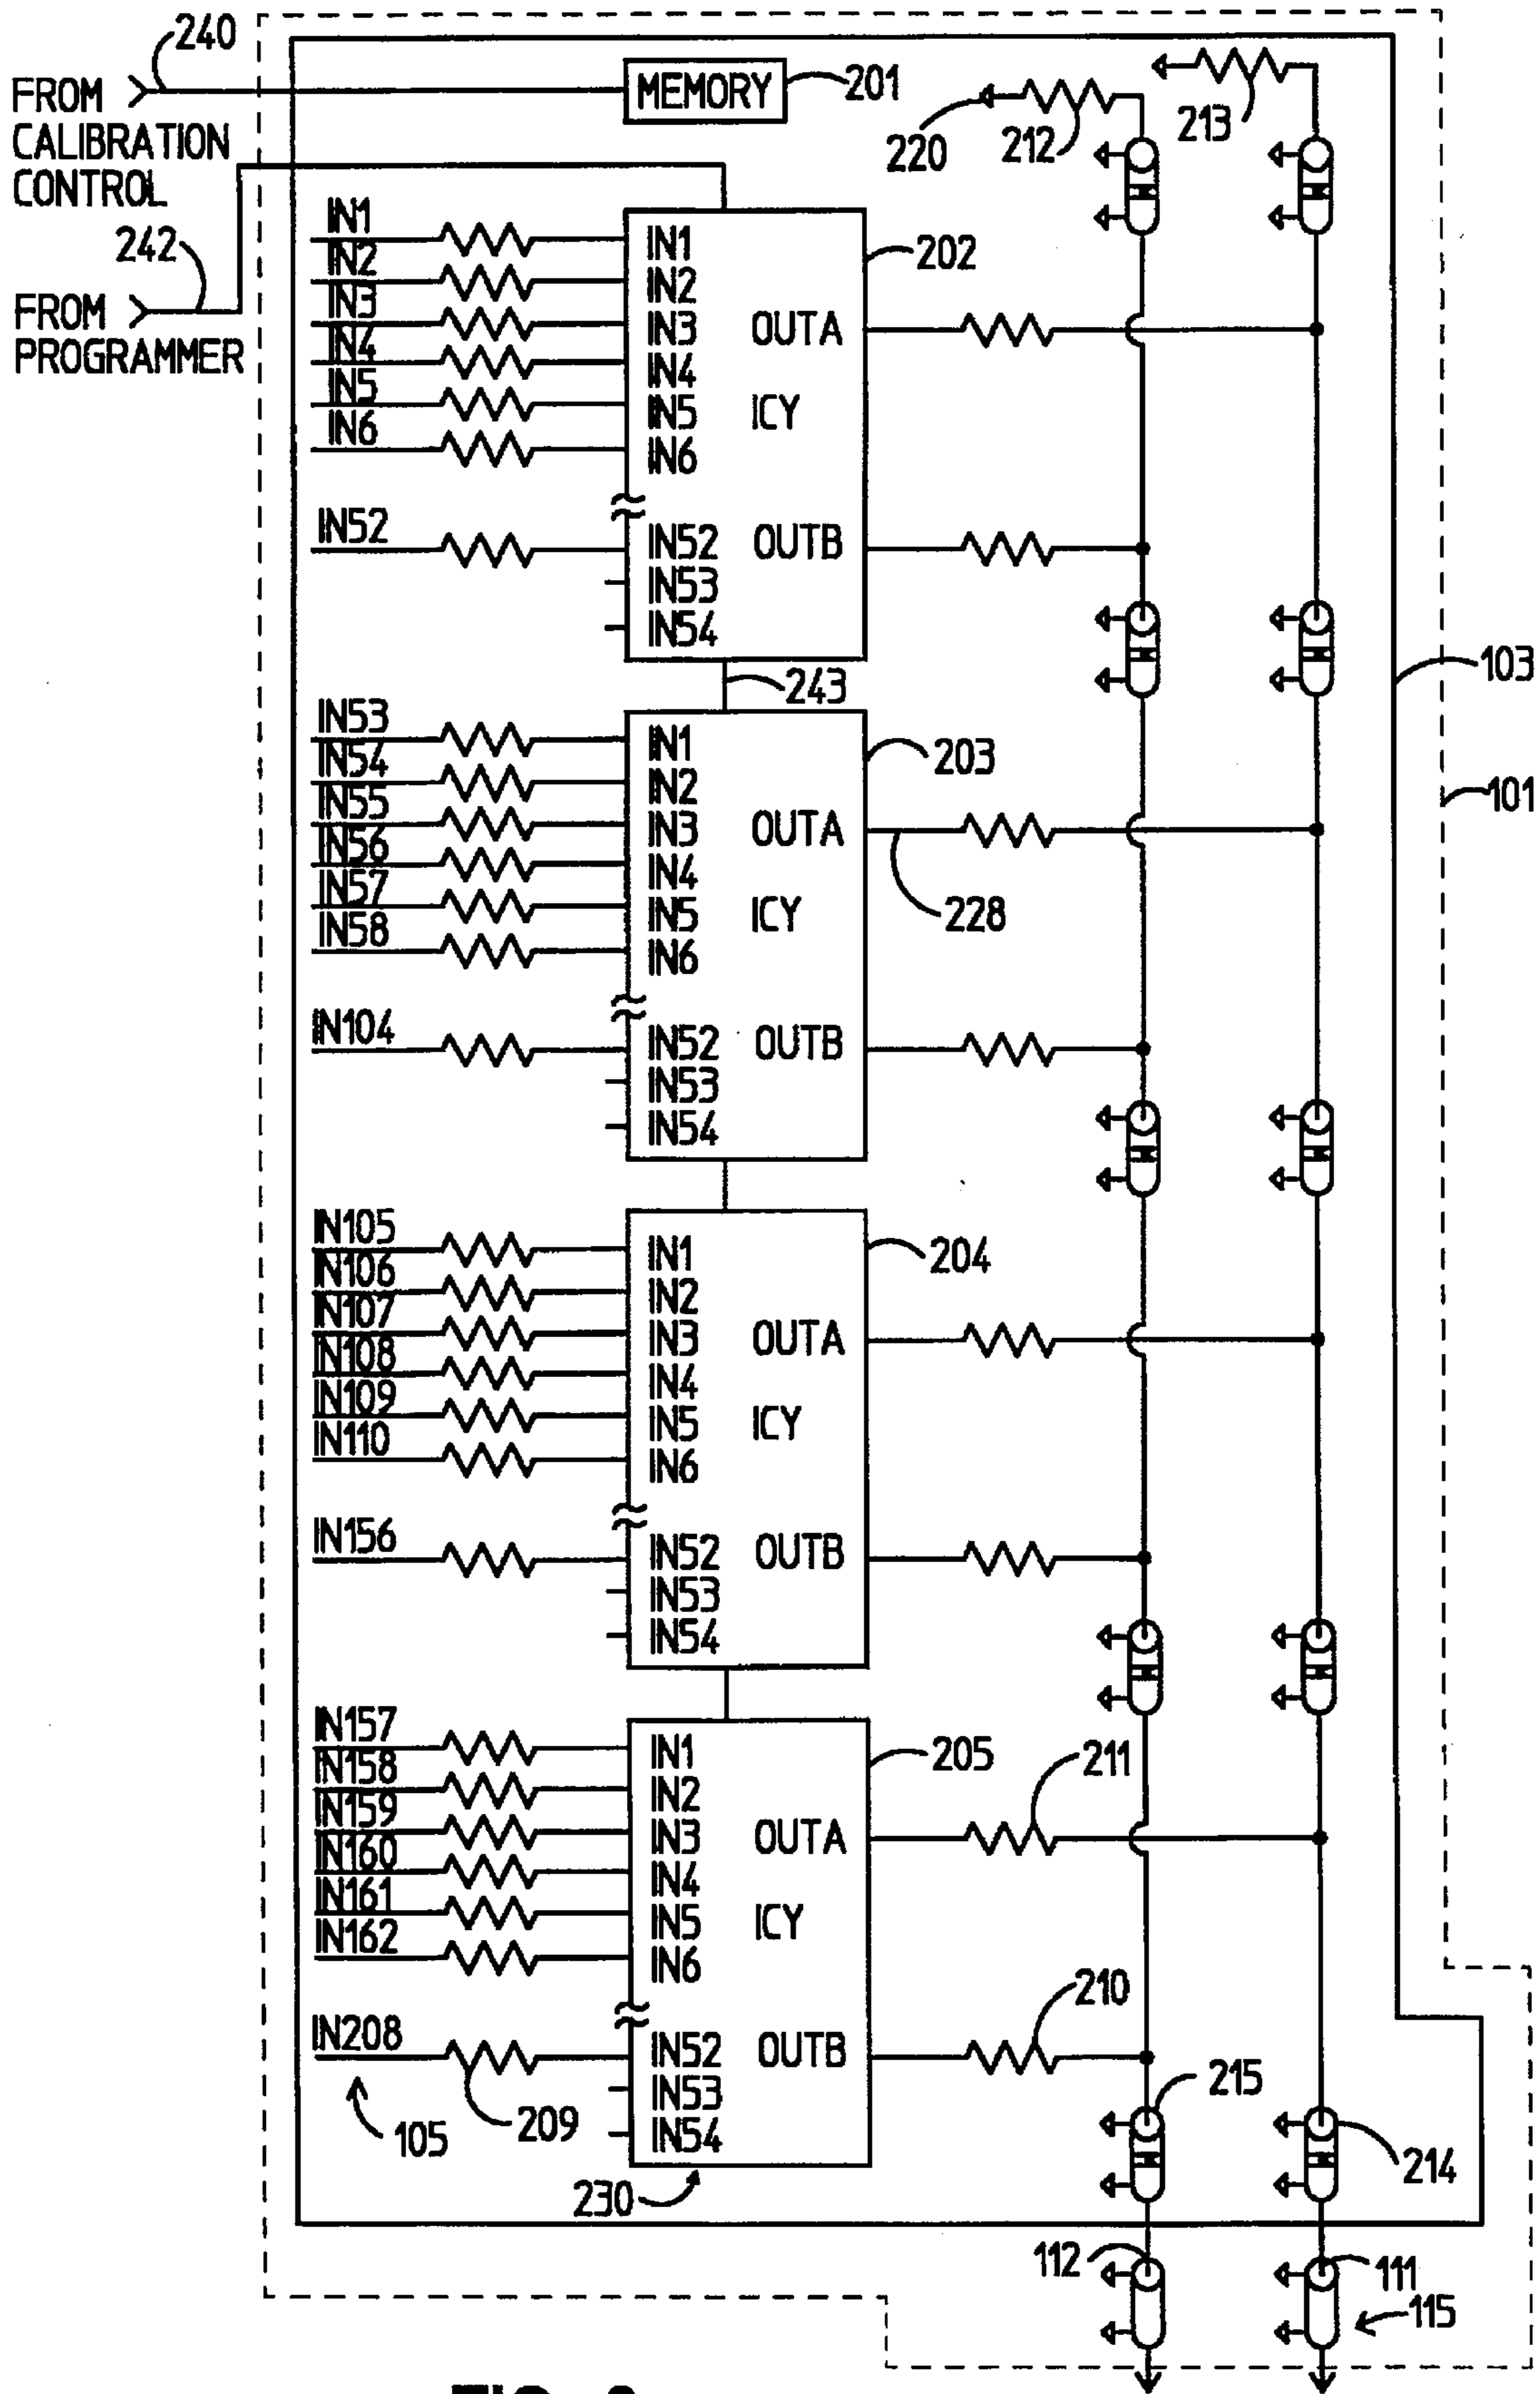 240
FROM
CALIBRATION
CONTROL
MEMORY
201
220
212
213
242
FROM
PROGRAMMER
IN1
IN2
IN3
IN4
IN5
IN6
IN52
IN1
IN2
IN3
IN4
IN5
IN6
IN52
IN53
IN54
OUTA
ICY
OUTB
202
243
103
101
IN53
IN54
IN55
IN56
IN57
IN58
IN104
IN1
IN2
IN3
IN4
IN5
IN6
IN52
IN53
IN54
OUTA
ICY
OUTB
203
228
IN105
IN106
IN107
IN108
IN109
IN110
IN156
IN1
IN2
IN3
IN4
IN5
IN6
IN52
IN53
IN54
OUTA
ICY
OUTB
204
IN157
IN158
IN159
IN160
IN161
IN162
IN208
IN1
IN2
IN3
IN4
IN5
IN6
IN52
IN53
IN54
OUTA
ICY
OUTB
205
211
210
215
214
105
209
230
112
111
115